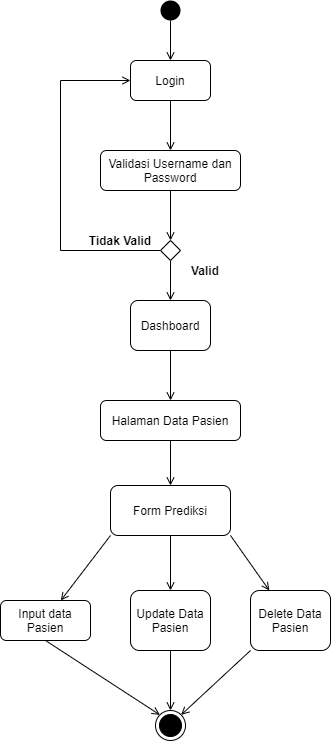 Login
Validasi Username dan
Password
Tidak Valid
Valid
Dashboard
Halaman Data Pasien
Form Prediksi
Input data
Pasien
Update Data
Pasien
Delete Data
Pasien